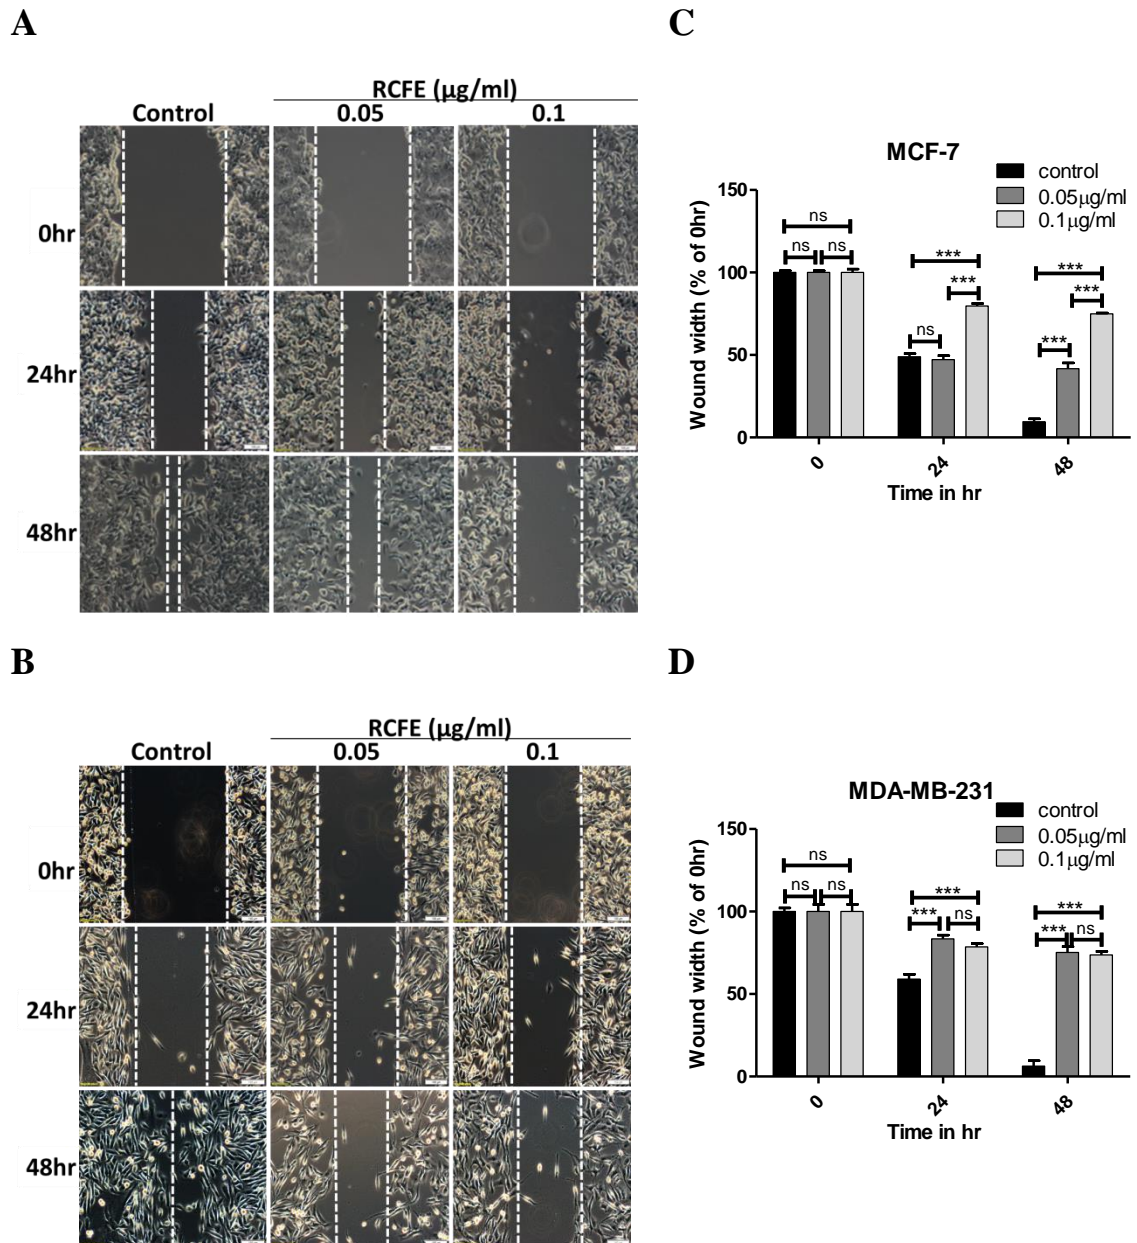 A
RCFE (μg/ml)
Control 0.05 0.1
0hr
24hr
48hr
C
MCF-7
control
0.05μg/ml
0.1μg/ml
Wound width (% of 0hr)
150
100
50
0
ns
ns ns
***
***
ns
***
***
***
0 24 48
Time in hr
B
RCFE (μg/ml)
Control 0.05 0.1
0hr
24hr
48hr
D
MDA-MB-231
control
0.05μg/ml
0.1μg/ml
Wound width (% of 0hr)
150
100
50
0
ns
ns ns
***
*** ns
***
*** ns
0 24 48
Time in hr